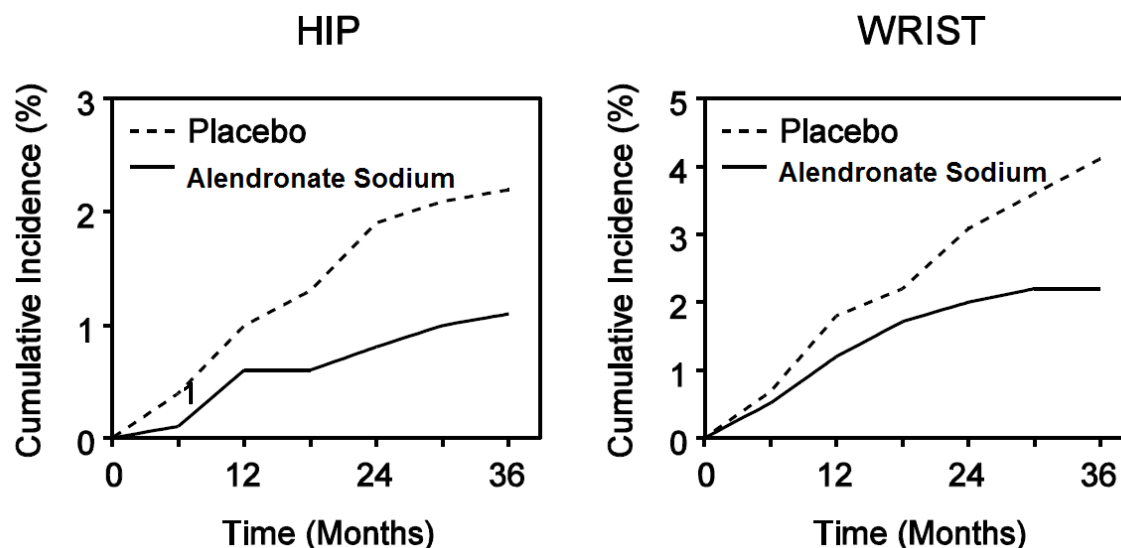 HIP
Cumulative Incidence (%)
3
2
1
0
Placebo
Alendronate Sodium
1
0
12
24
36
Time (Months)
WRIST
Cumulative Incidence (%)
5
4
3
2
1
0
Placebo
Alendronate Sodium
0
12
24
36
Time (Months)